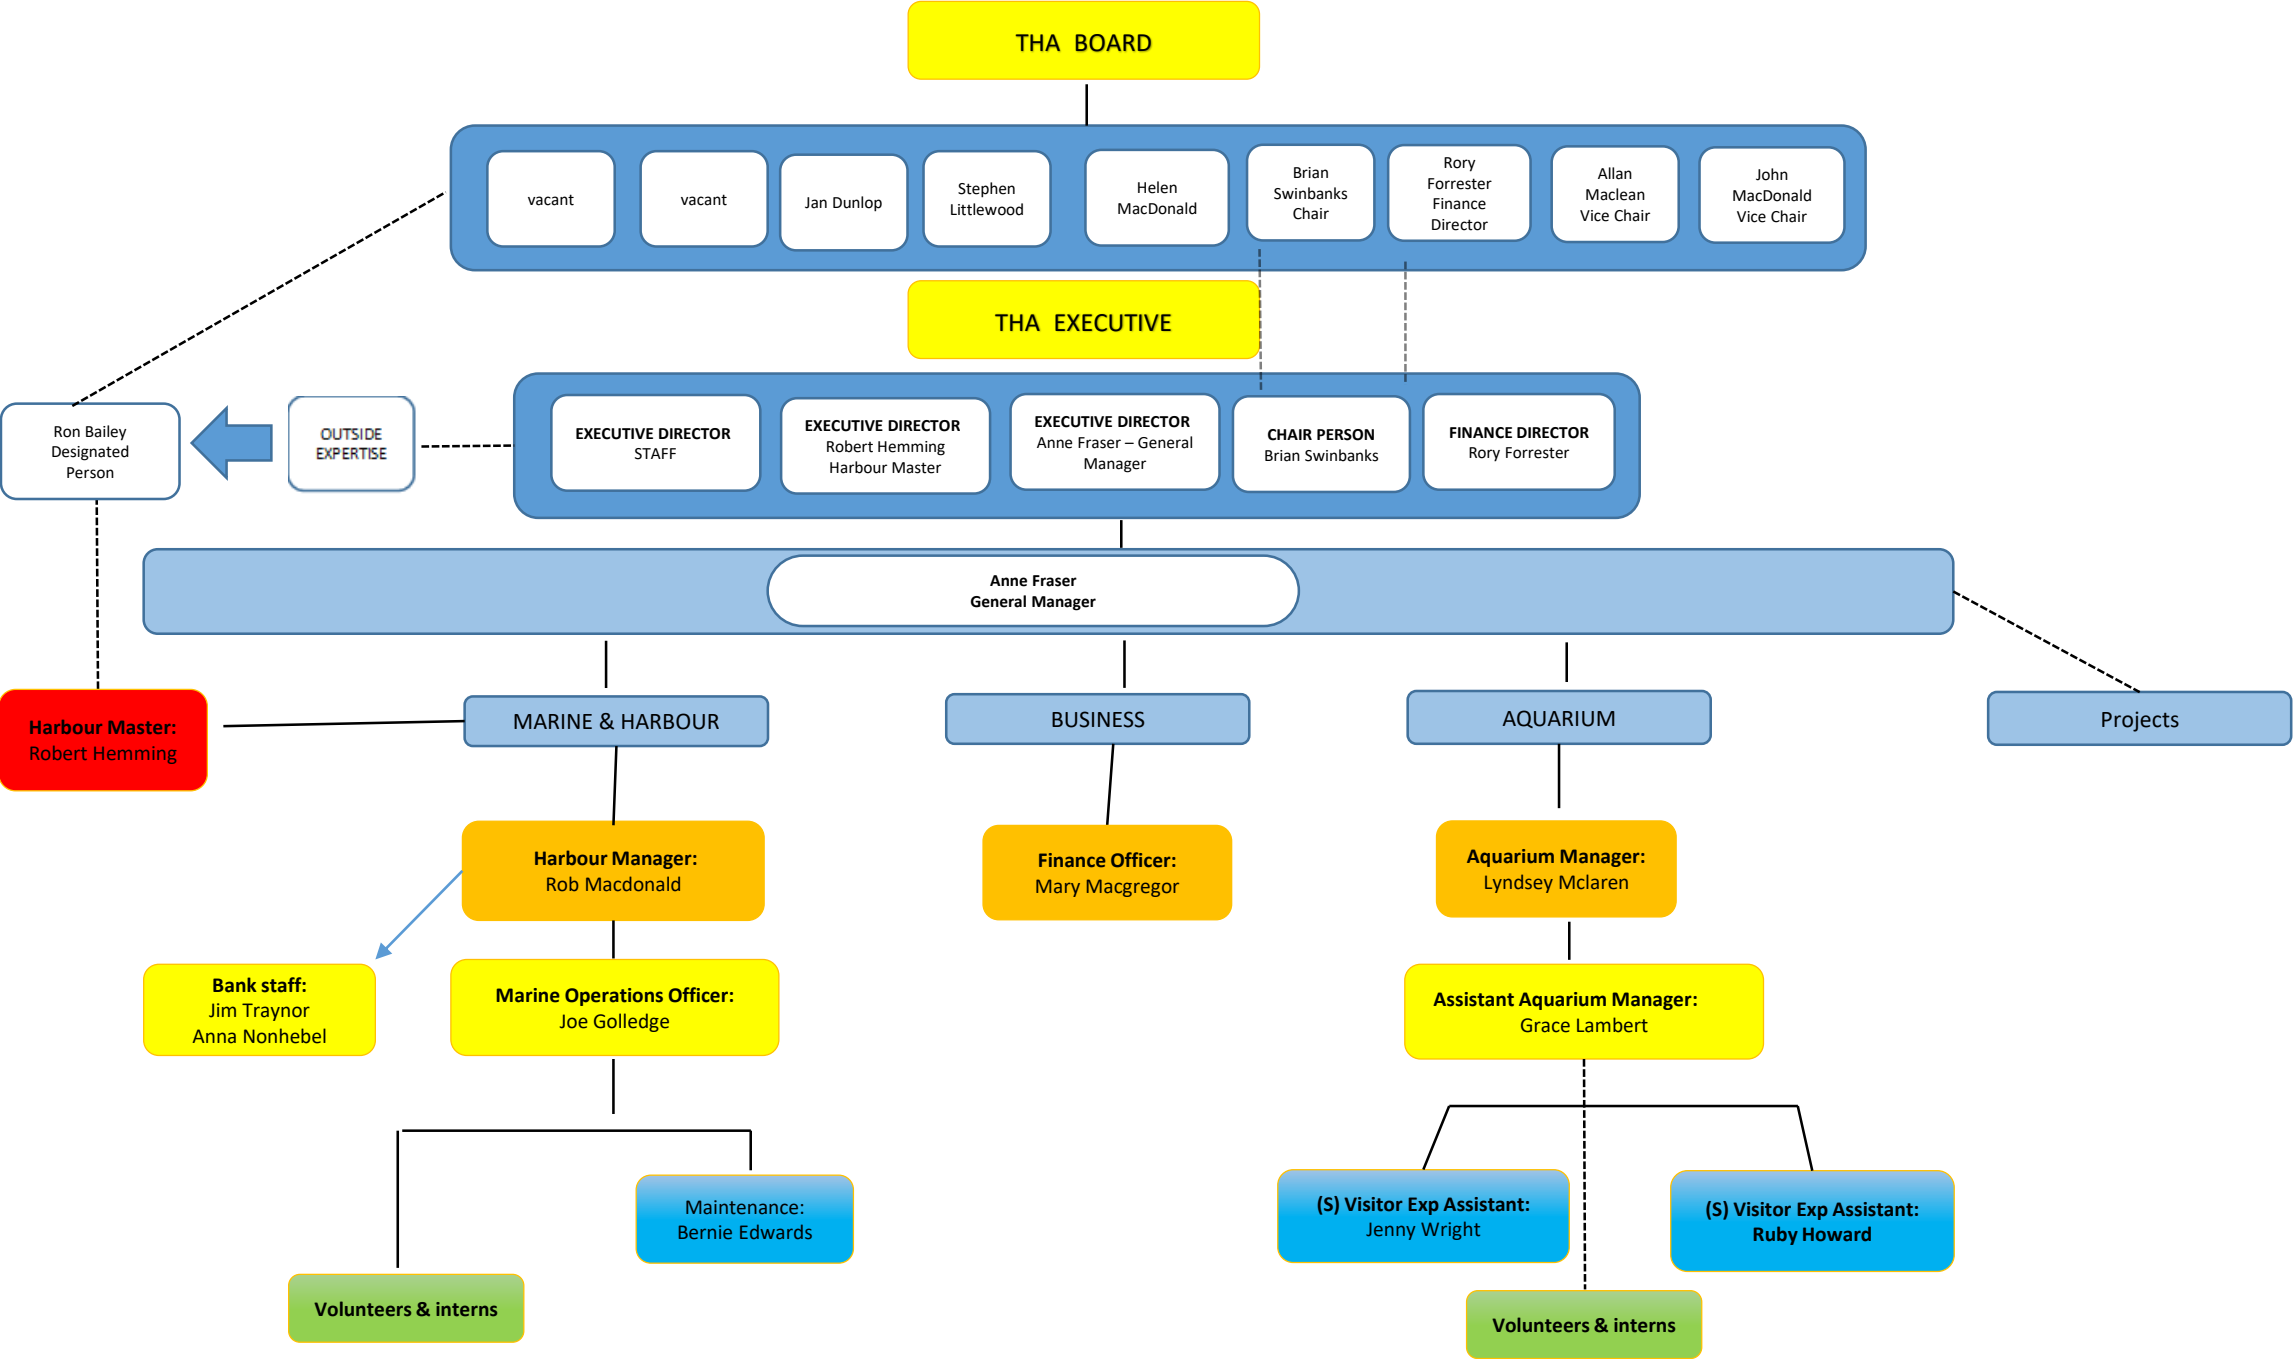 THA BOARD
vacant
vacant
Jan Dunlop
Stephen
Littlewood
Helen
MacDonald
Brian
Swinbanks
Chair
Rory
Forrester
Finance
Director
Allan
Maclean
Vice Chair
John
MacDonald
Vice Chair
THA EXECUTIVE
Ron Bailey
Designated
Person
OUTSIDE
EXPERTISE
EXECUTIVE DIRECTOR
STAFF
EXECUTIVE DIRECTOR
Robert Hemming
Harbour Master
EXECUTIVE DIRECTOR
Anne Fraser – General
Manager
CHAIR PERSON
Brian Swinbanks
FINANCE DIRECTOR
Rory Forrester
Anne Fraser
General Manager
Harbour Master:
Robert Hemming
MARINE & HARBOUR
BUSINESS
AQUARIUM
Projects
Harbour Manager:
Rob Macdonald
Finance Officer:
Mary Macgregor
Aquarium Manager:
Lyndsey Mclaren
Bank staff:
Jim Traynor
Anna Nonhebel
Marine Operations Officer:
Joe Golledge
Assistant Aquarium Manager:
Grace Lambert
Maintenance:
Bernie Edwards
(S) Visitor Exp Assistant:
Jenny Wright
(S) Visitor Exp Assistant:
Ruby Howard
Volunteers & interns
Volunteers & interns